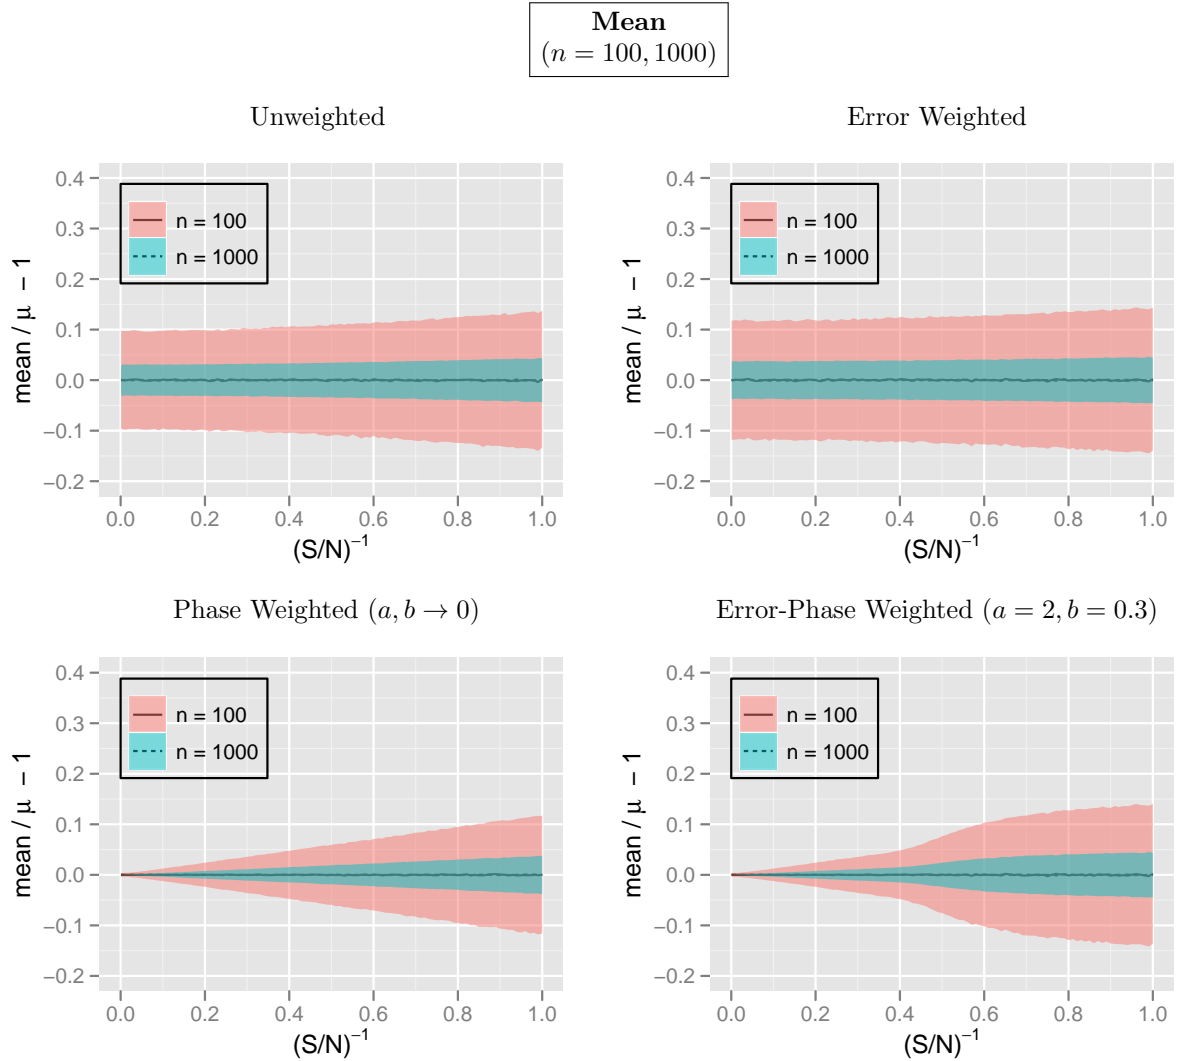 Mean
(n = 100, 1000)
Unweighted
mean / μ − 1
0.4
0.3
0.2
0.1
0.0
−0.1
−0.2
n = 100
n = 1000
0.0 0.2 0.4 0.6 0.8 1.0
(S/N)⁻¹
Error Weighted
mean / μ − 1
0.4
0.3
0.2
0.1
0.0
−0.1
−0.2
n = 100
n = 1000
0.0 0.2 0.4 0.6 0.8 1.0
(S/N)⁻¹
Phase Weighted (a, b → 0)
mean / μ − 1
0.4
0.3
0.2
0.1
0.0
−0.1
−0.2
n = 100
n = 1000
0.0 0.2 0.4 0.6 0.8 1.0
(S/N)⁻¹
Error-Phase Weighted (a = 2, b = 0.3)
mean / μ − 1
0.4
0.3
0.2
0.1
0.0
−0.1
−0.2
n = 100
n = 1000
0.0 0.2 0.4 0.6 0.8 1.0
(S/N)⁻¹